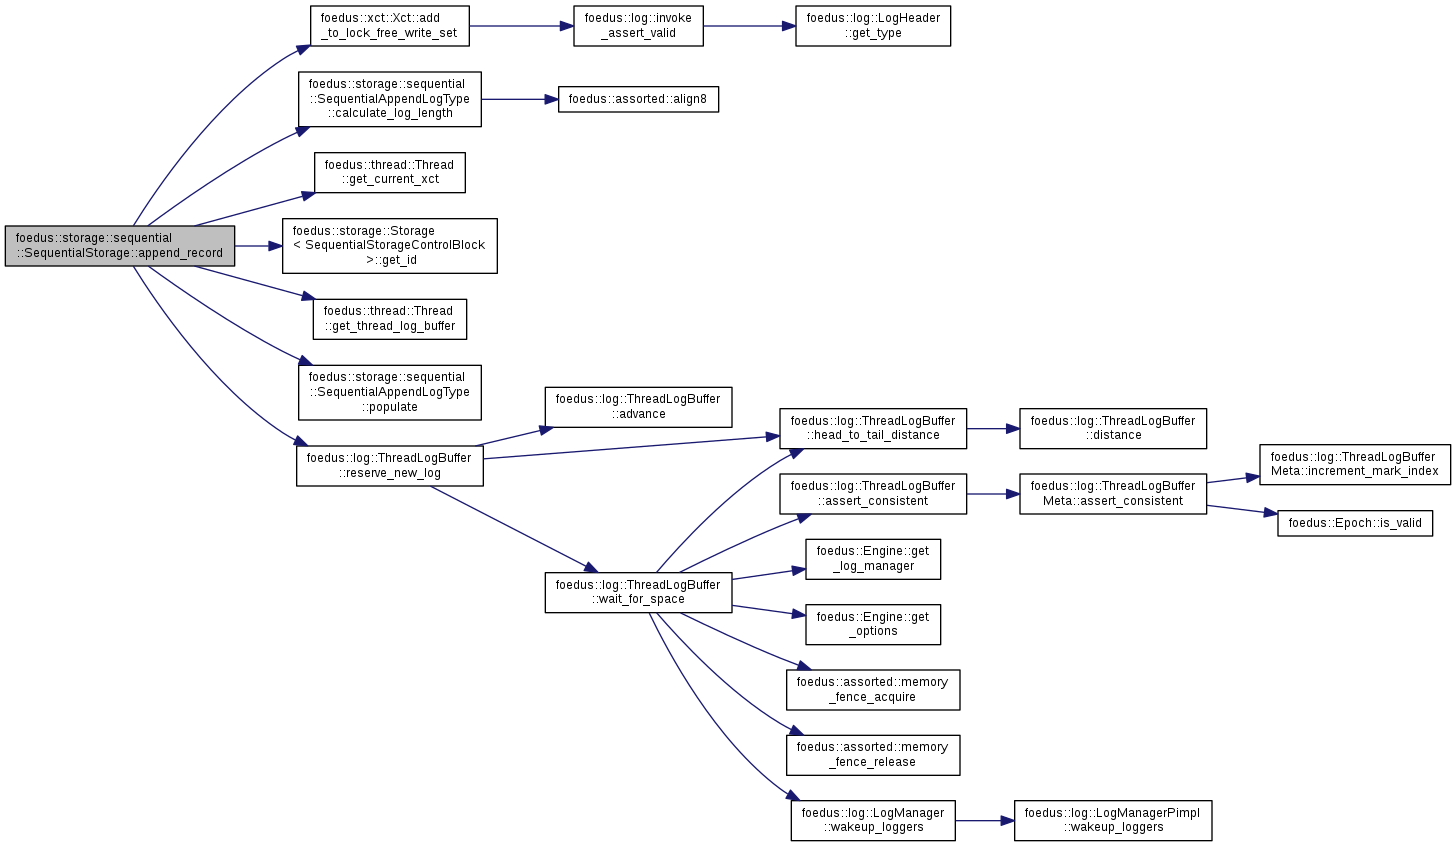 foedus::storage::sequential
::SequentialStorage::append_record
foedus::xct::Xct::add
_to_lock_free_write_set
foedus::log::invoke
_assert_valid
foedus::log::LogHeader
::get_type
foedus::storage::sequential
::SequentialAppendLogType
::calculate_log_length
foedus::assorted::align8
foedus::thread::Thread
::get_current_xct
foedus::storage::Storage
< SequentialStorageControlBlock
>::get_id
foedus::thread::Thread
::get_thread_log_buffer
foedus::storage::sequential
::SequentialAppendLogType
::populate
foedus::log::ThreadLogBuffer
::reserve_new_log
foedus::log::ThreadLogBuffer
::advance
foedus::log::ThreadLogBuffer
::head_to_tail_distance
foedus::log::ThreadLogBuffer
::distance
foedus::log::ThreadLogBuffer
::wait_for_space
foedus::log::ThreadLogBuffer
::assert_consistent
foedus::log::ThreadLogBuffer
Meta::assert_consistent
foedus::log::ThreadLogBuffer
Meta::increment_mark_index
foedus::Epoch::is_valid
foedus::Engine::get
_log_manager
foedus::Engine::get
_options
foedus::assorted::memory
_fence_acquire
foedus::assorted::memory
_fence_release
foedus::log::LogManager
::wakeup_loggers
foedus::log::LogManagerPimpl
::wakeup_loggers